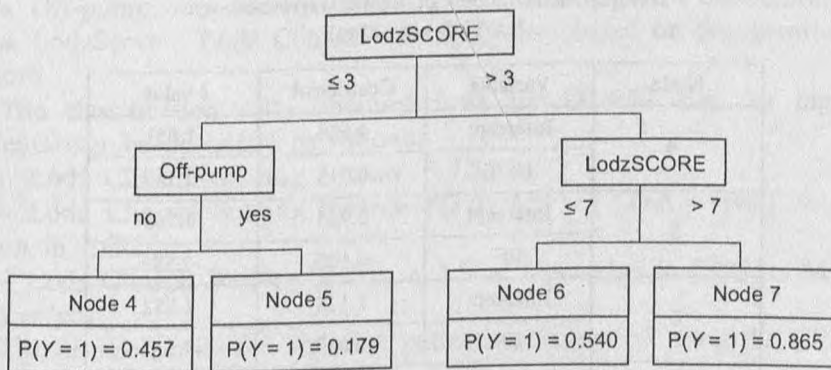 LodzSCORE
≤ 3 > 3
Off-pump LodzSCORE
no yes ≤ 7 > 7
Node 4 Node 5 Node 6 Node 7
P(Y = 1) = 0.457 P(Y = 1) = 0.179 P(Y = 1) = 0.540 P(Y = 1) = 0.865